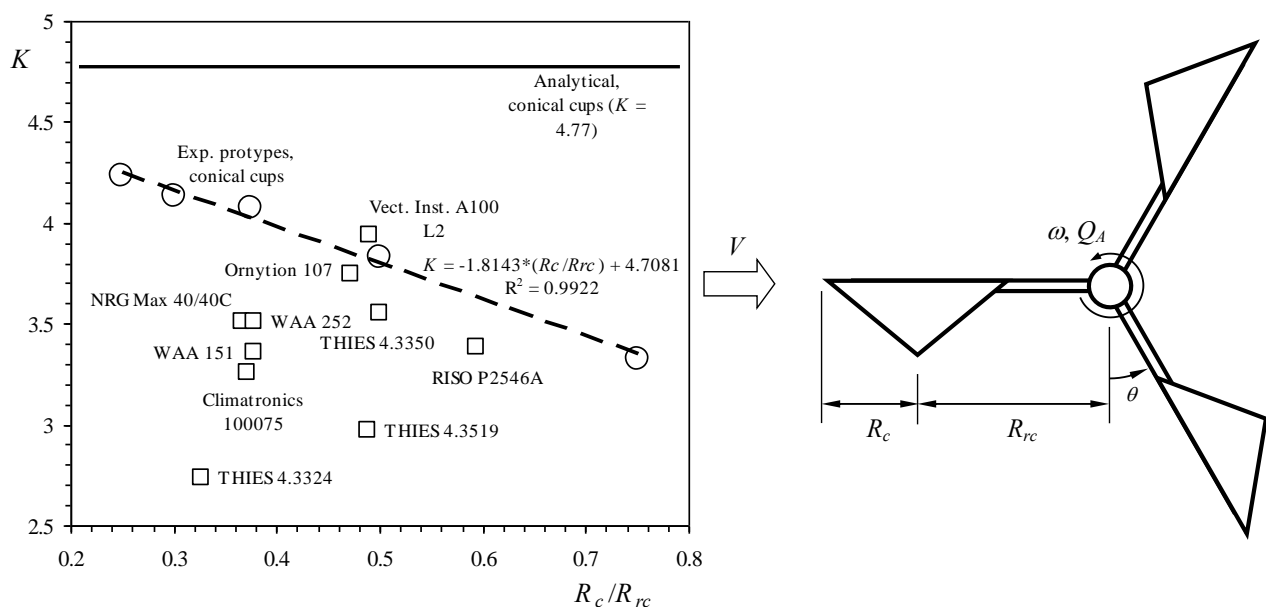 5
K
Analytical,
conical cups (K =
4.77)
4.5
Exp. protypes,
conical cups
4
Vect. Inst. A100
L2
Ornytion 107
K = -1.8143*(Rc/Rrc) + 4.7081
R² = 0.9922
NRG Max 40/40C
3.5
WAA 252
THIES 4.3350
WAA 151
RISO P2546A
Climatronics
100075
3
THIES 4.3519
THIES 4.3324
2.5
0.2 0.3 0.4 0.5 0.6 0.7 0.8
Rc/Rrc
V
ω, QA
θ
Rc
Rrc